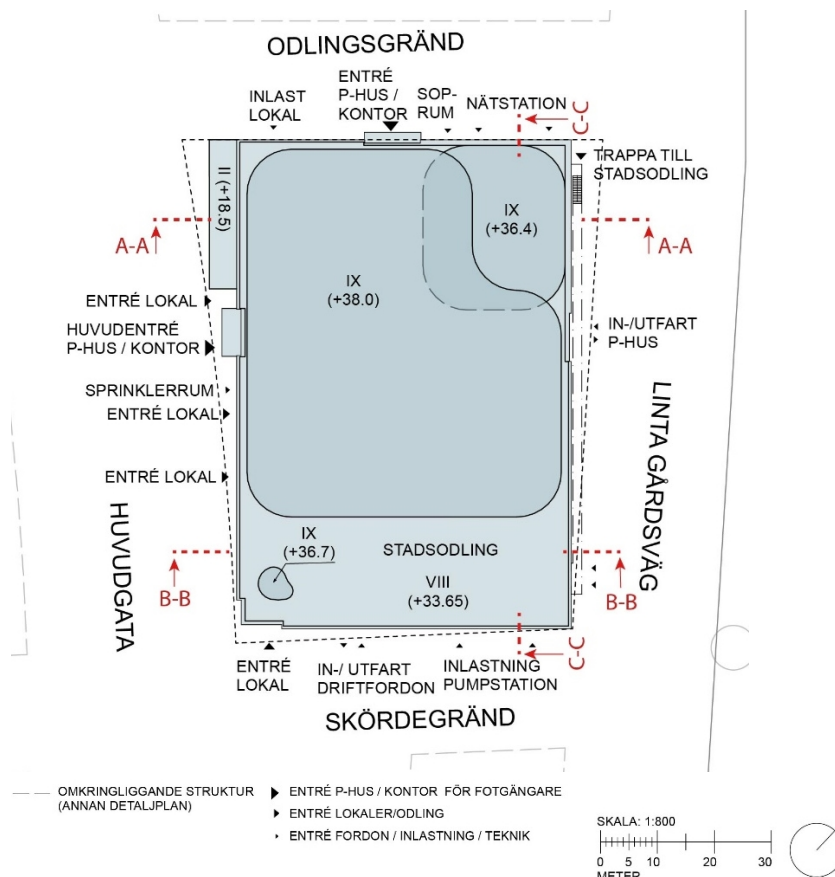 ODLINGSGRÄND
ENTRÉ
P-HUS /
KONTOR
INLAST
LOKAL
SOP-
RUM
NÄTSTATION
C-C
TRAPPA TILL
STADSODLING
II (+18.5)
IX
(+36.4)
A-A
A-A
IX
(+38.0)
ENTRÉ LOKAL
HUVUDENTRÉ
P-HUS / KONTOR
IN-/UTFART
P-HUS
SPRINKLERRUM
ENTRÉ LOKAL
LINTA GÅRDSVÄG
ENTRÉ LOKAL
HUVUDGATA
IX
(+36.7)
STADSODLING
VIII
(+33.65)
B-B
B-B
C-C
ENTRÉ
LOKAL
IN-/ UTFART
DRIFTFORDON
INLASTNING
PUMPSTATION
SKÖRDEGRÄND
OMKRINGLIGGANDE STRUKTUR
(ANNAN DETALJPLAN)
ENTRÉ P-HUS / KONTOR FÖR FOTGÄNGARE
ENTRÉ LOKALER/ODLING
ENTRÉ FORDON / INLASTNING / TEKNIK
SKALA: 1:800
0 5 10 20 30
METER